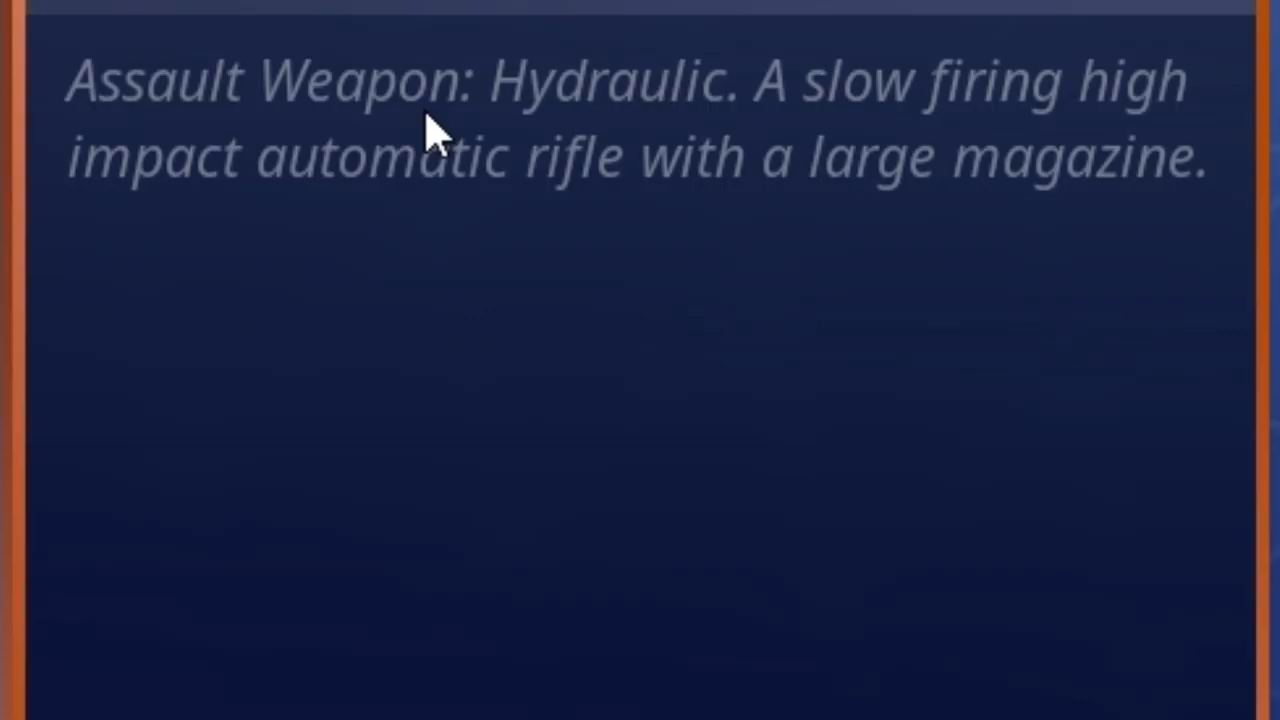 Assault Weapon: Hydraulic. A slow firing high
impact automatic rifle with a large magazine.